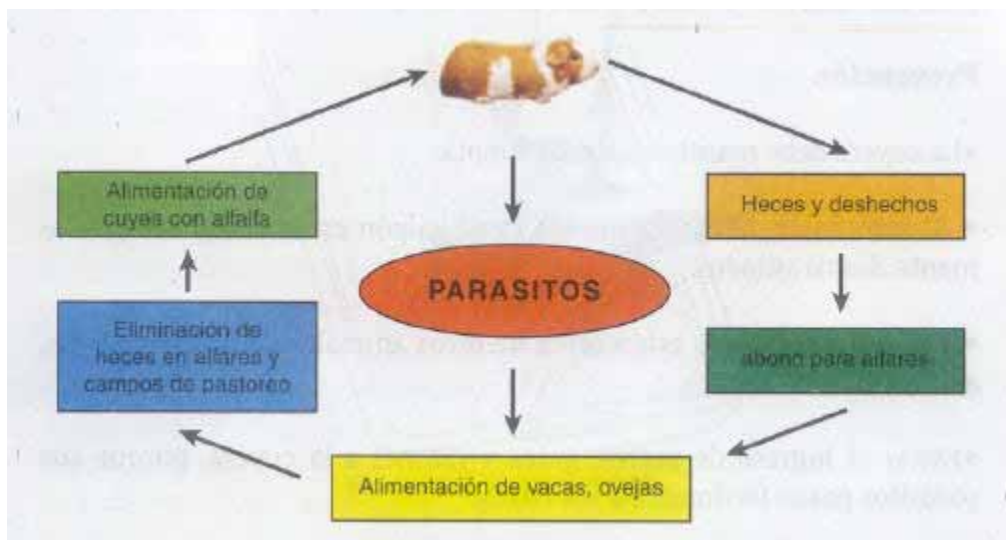 Alimentación de
cuyes con alfalfa
Heces y deshechos
PARASITOS
Eliminación de
heces en alfares y
campos de pastoreo
abono para alfares
Alimentación de vacas, ovejas